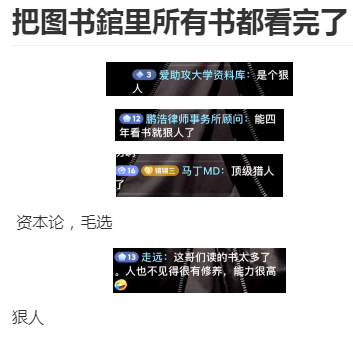 把图书錧里所有书都看完了
3 爱助攻大学资料库：是个狠
人
12 鹏浩律师事务所顾问：能四
年看书就狠人了
16 马丁MD：顶级猎人
了
资本论，毛选
13 走远：这哥们读的书太多了
。人也不见得很有修养，能力很高
狠人